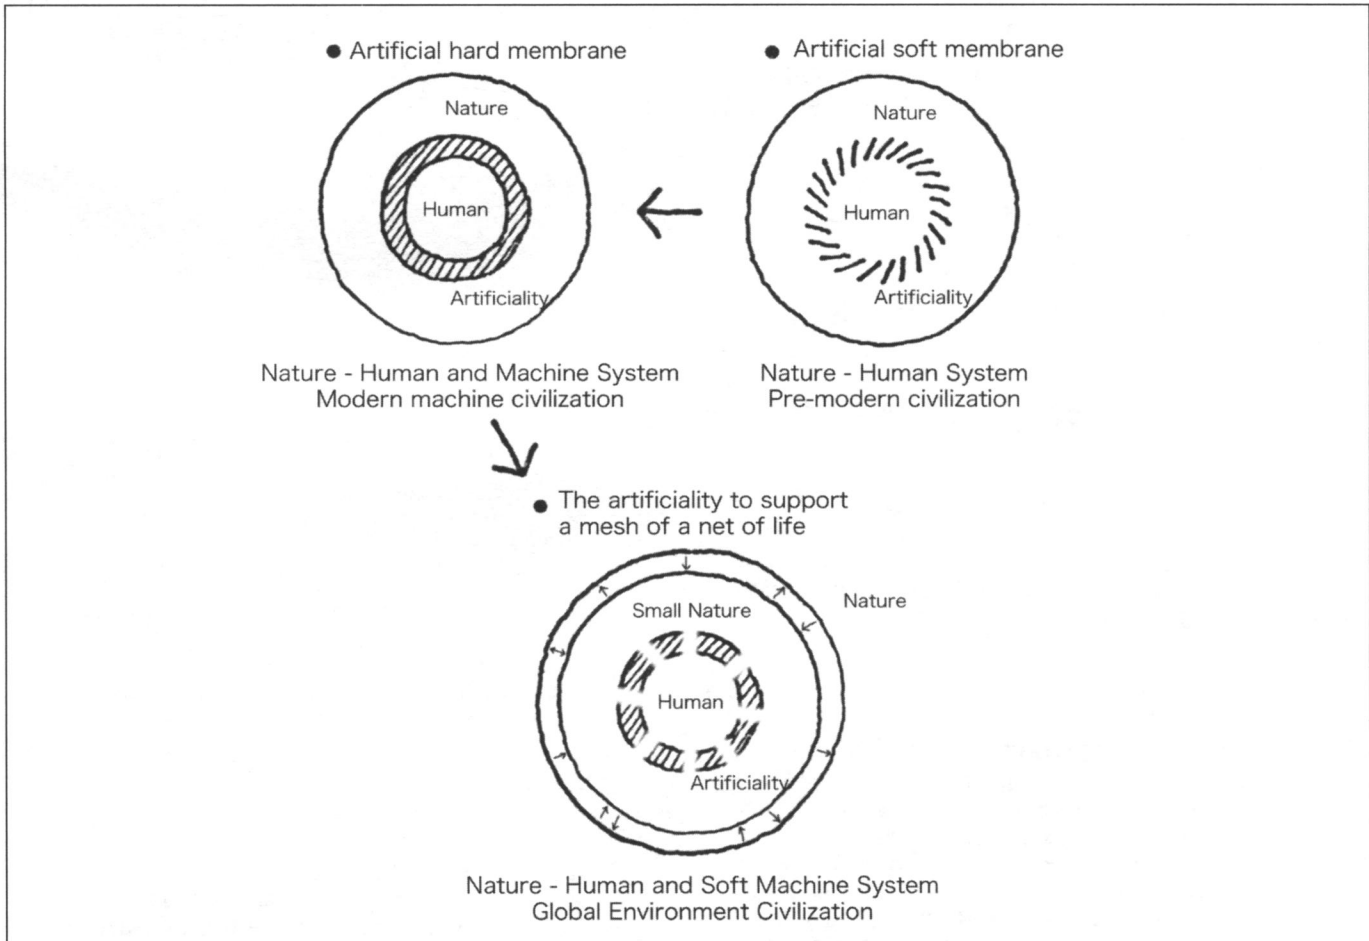 ● Artificial hard membrane
Nature
Human
Artificiality
Nature - Human and Machine System
Modern machine civilization
● Artificial soft membrane
Nature
Human
Artificiality
Nature - Human System
Pre-modern civilization
● The artificiality to support
a mesh of a net of life
Nature
Small Nature
Human
Artificiality
Nature - Human and Soft Machine System
Global Environment Civilization